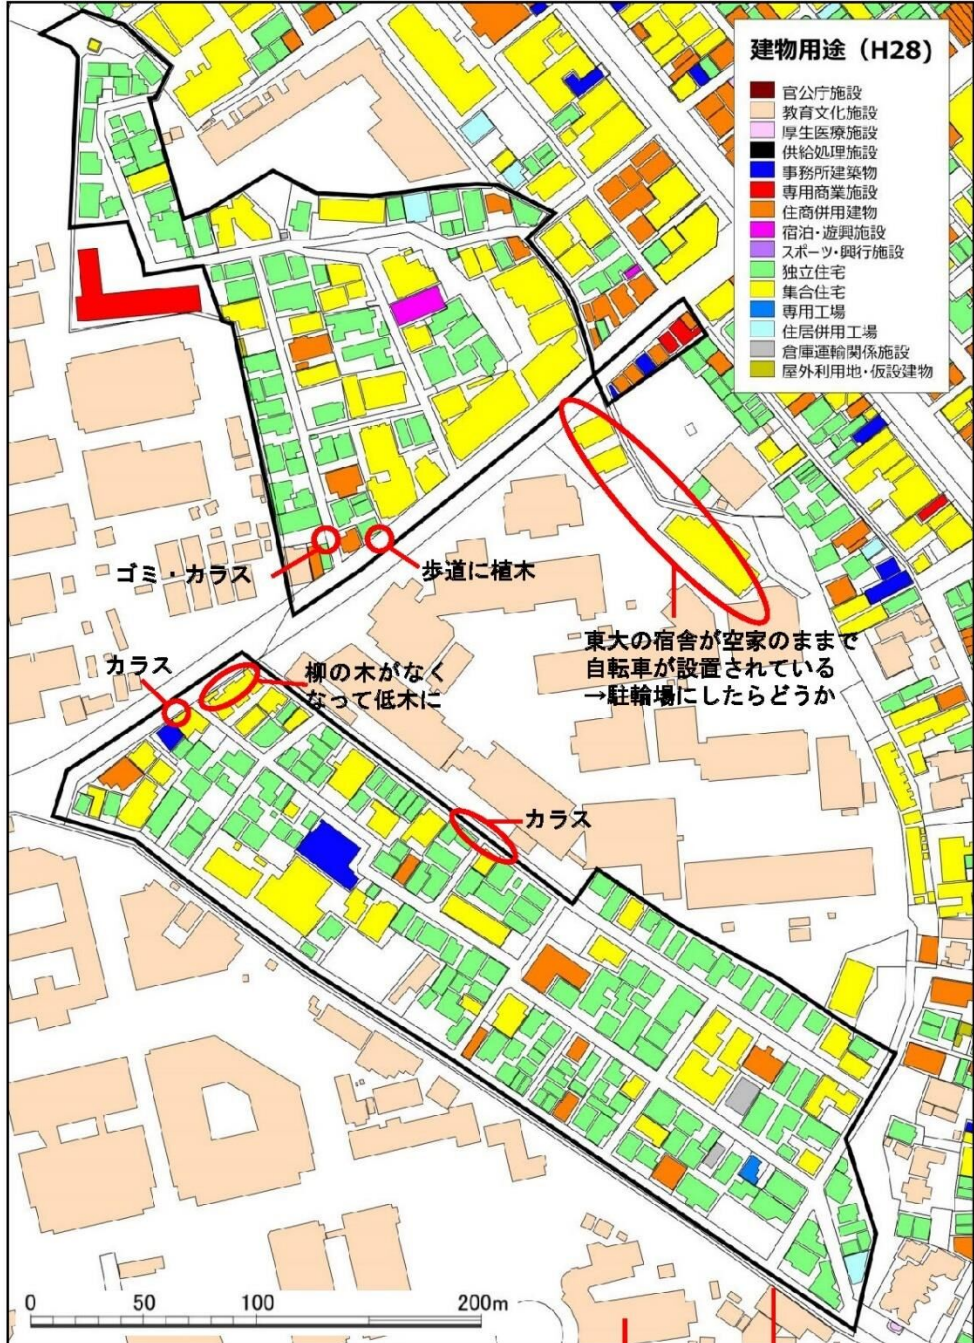 建物用途（H28）
官公庁施設
教育文化施設
厚生医療施設
供給処理施設
事務所建築物
専用商業施設
住商併用建物
宿泊・遊興施設
スポーツ・興行施設
独立住宅
集合住宅
専用工場
住居併用工場
倉庫運輸関係施設
屋外利用地・仮設建物
ゴミ・カラス
歩道に植木
東大の宿舎が空家のままで
自転車が設置されている
→駐輪場にしたらどうか
カラス
柳の木がなく
なって低木に
カラス
0 50 100 200m